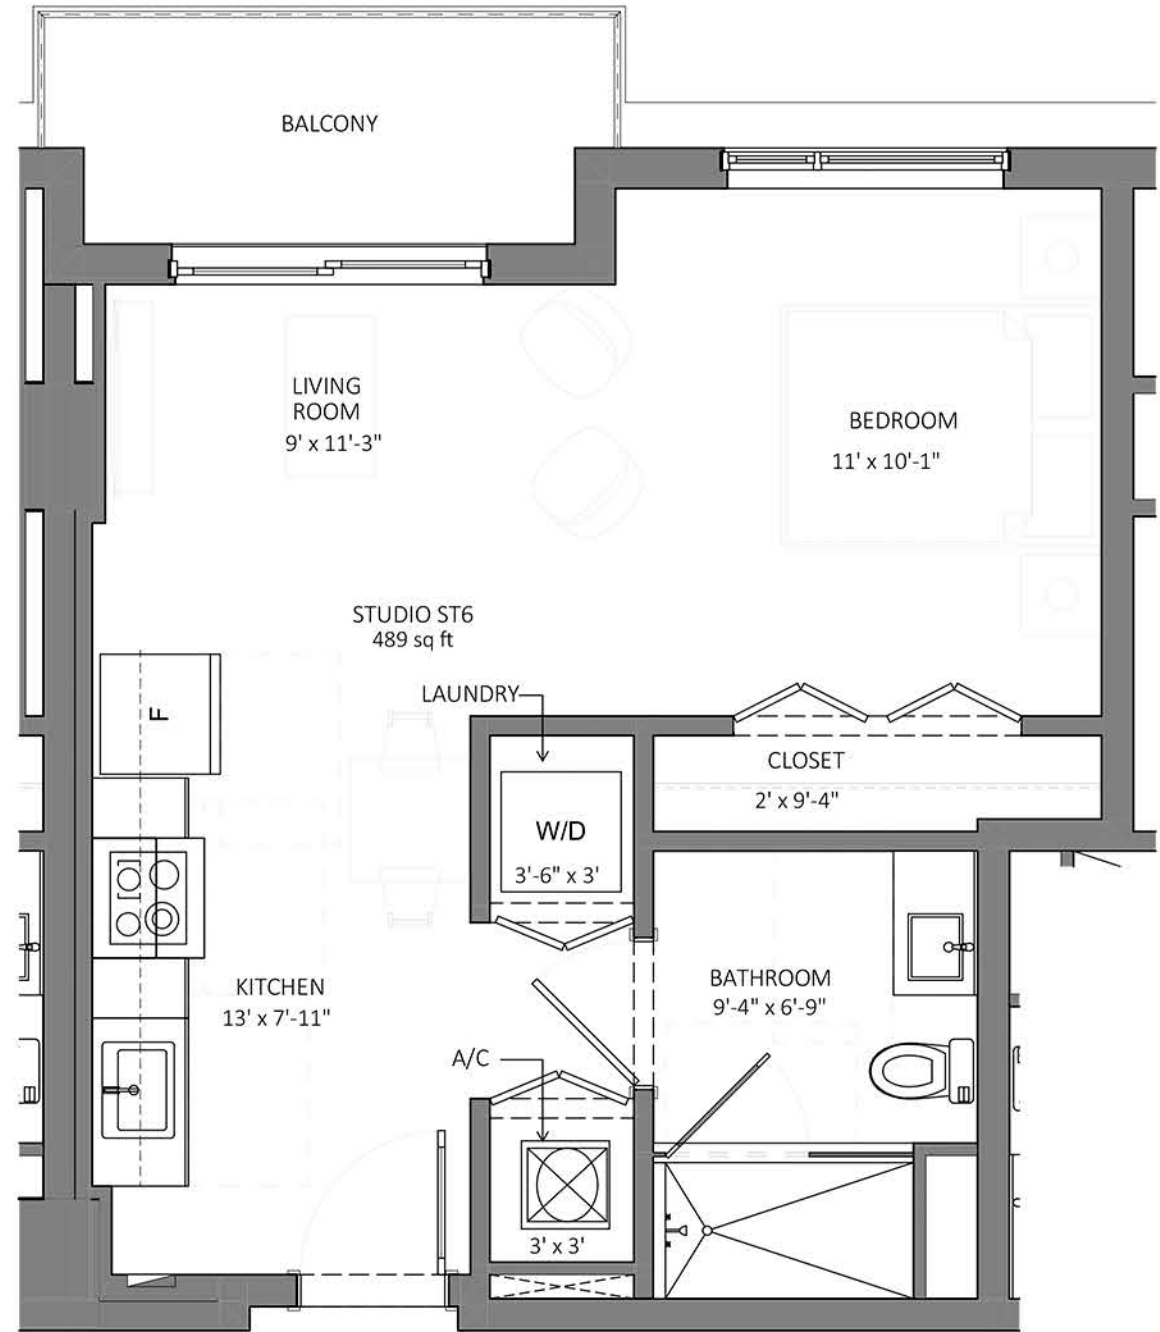 BALCONY
LIVING
ROOM
9' x 11'-3"
BEDROOM
11' x 10'-1"
STUDIO ST6
489 sq ft
LAUNDRY
F
CLOSET
2' x 9'-4"
W/D
3'-6" x 3'
KITCHEN
13' x 7'-11"
BATHROOM
9'-4" x 6'-9"
A/C
3' x 3'